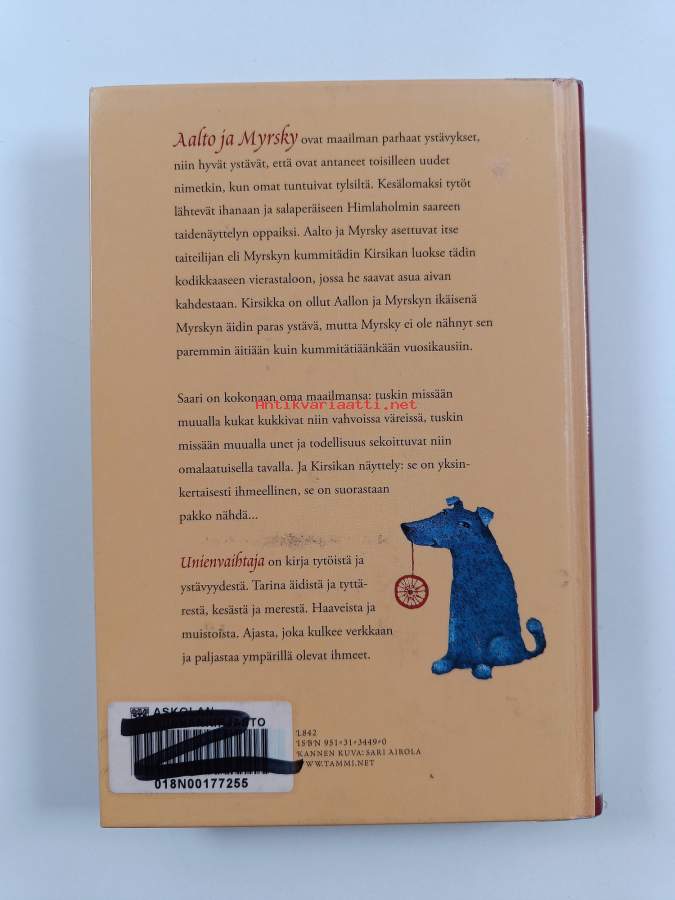 Aalto ja Myrsky ovat maailman parhaat ystävykset,
niin hyvät ystävät, että ovat antaneet toisilleen uudet
nimetkin, kun omat tuntuivat tylsiltä. Kesälomaksi tytöt
lähtevät ihanaan ja salaperäiseen Himlaholmin saareen
taidenäyttelyn oppaiksi. Aalto ja Myrsky asettuvat itse
taiteilijan eli Myrskyn kummitädin Kirsikan luokse tädin
kodikkaaseen vierastaloon, jossa he saavat asua aivan
kahdestaan. Kirsikka on ollut Aallon ja Myrskyn ikäisenä
Myrskyn äidin paras ystävä, mutta Myrsky ei ole nähnyt sen
paremmin äitiään kuin kummitätiäänkään vuosikausiin.
Saari on kokonaan oma maailmansa: tuskin missään
Antikvariaatti.net
muualla kukat kukkivat niin vahvoissa väreissä, tuskin
missään muualla unet ja todellisuus sekoittuvat niin
omalaatuisella tavalla. Ja Kirsikan näyttely: se on yksin-
kertaisesti ihmeellinen, se on suorastaan
pakko nähdä...
Unienvaihtaja on kirja tytöistä ja
ystävyydestä. Tarina äidistä ja tyttä-
restä, kesästä ja merestä. Haaveista ja
muistoista. Ajasta, joka kulkee verkkaan
ja paljastaa ympärillä olevat ihmeet.
ASKOLAN
018N00177255
L842
ISBN 951-31-3449-0
KANNEN KUVA: SARI AIROLA
WWW.TAMMI.NET